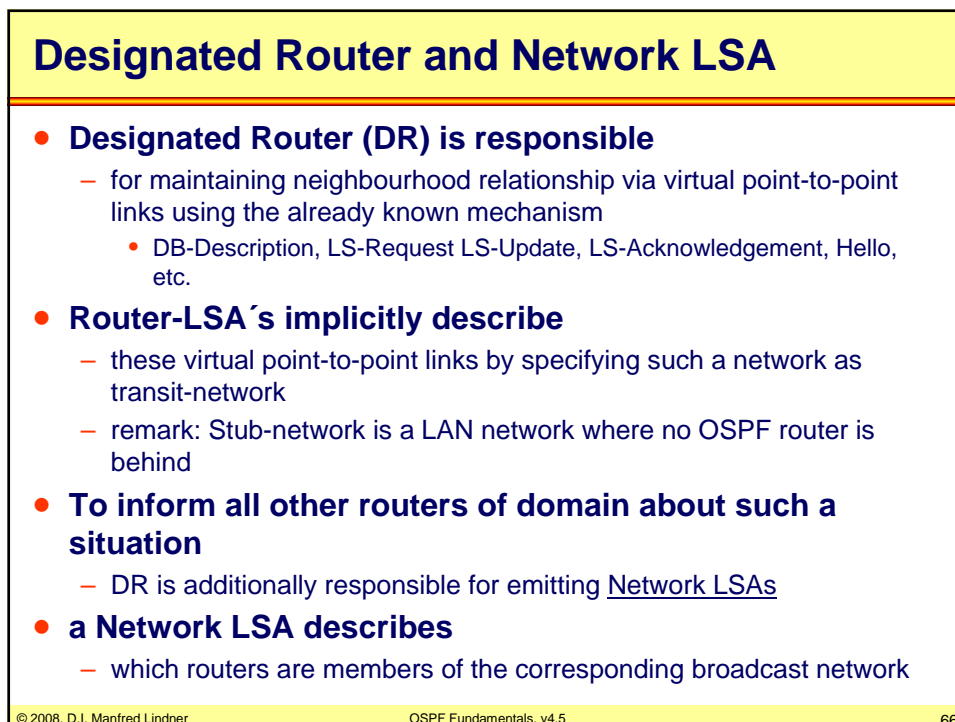 Designated Router and Network LSA
• Designated Router (DR) is responsible
– for maintaining neighbourhood relationship via virtual point-to-point
links using the already known mechanism
• DB-Description, LS-Request LS-Update, LS-Acknowledgement, Hello,
etc.
• Router-LSA´s implicitly describe
– these virtual point-to-point links by specifying such a network as
transit-network
– remark: Stub-network is a LAN network where no OSPF router is
behind
• To inform all other routers of domain about such a
situation
– DR is additionally responsible for emitting Network LSAs
• a Network LSA describes
– which routers are members of the corresponding broadcast network
© 2008, D.I. Manfred Lindner OSPF Fundamentals, v4.5 66